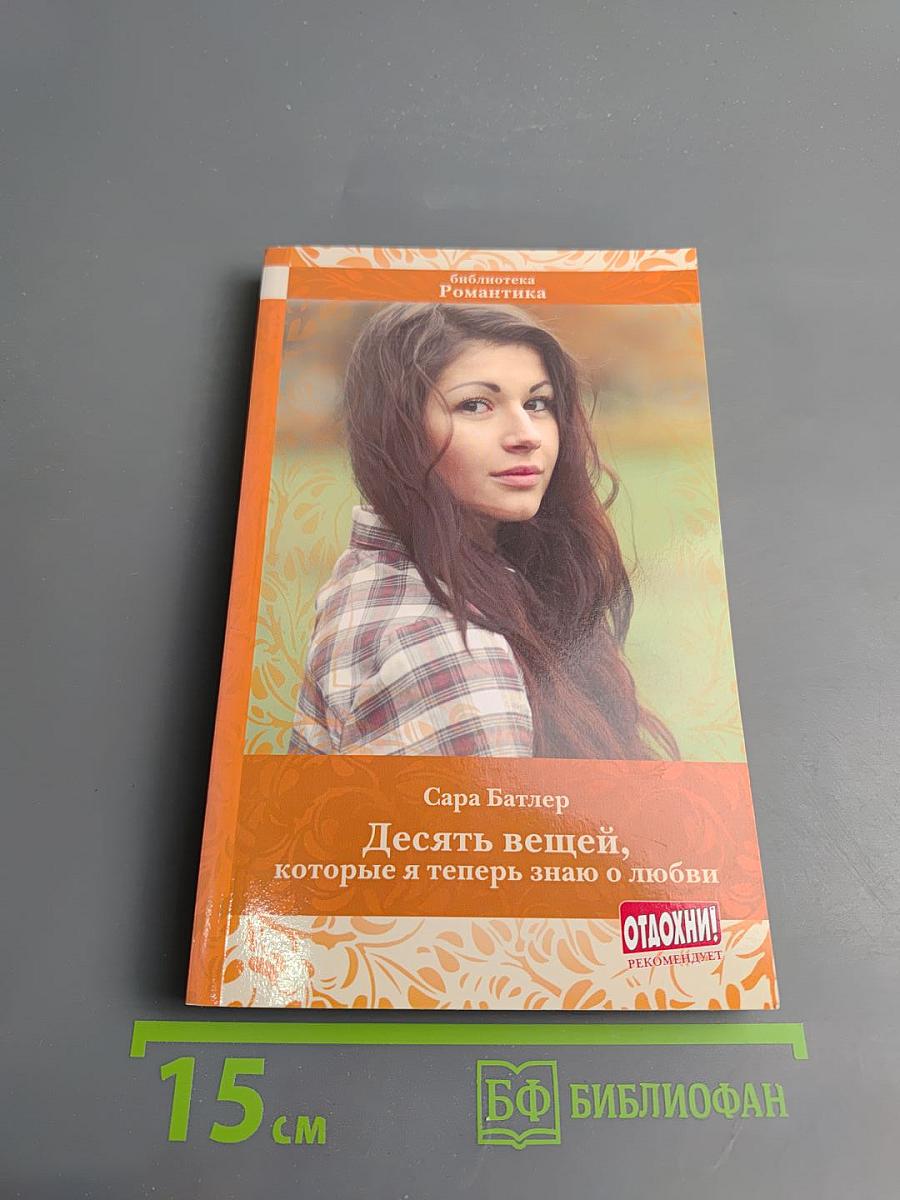 библиотека
Романтика
Сара Батлер
Десять вещей,
которые я теперь знаю о любви
ОТДОХНИ!
РЕКОМЕНДУЕТ
15 см
БФ БИБЛИОФАН